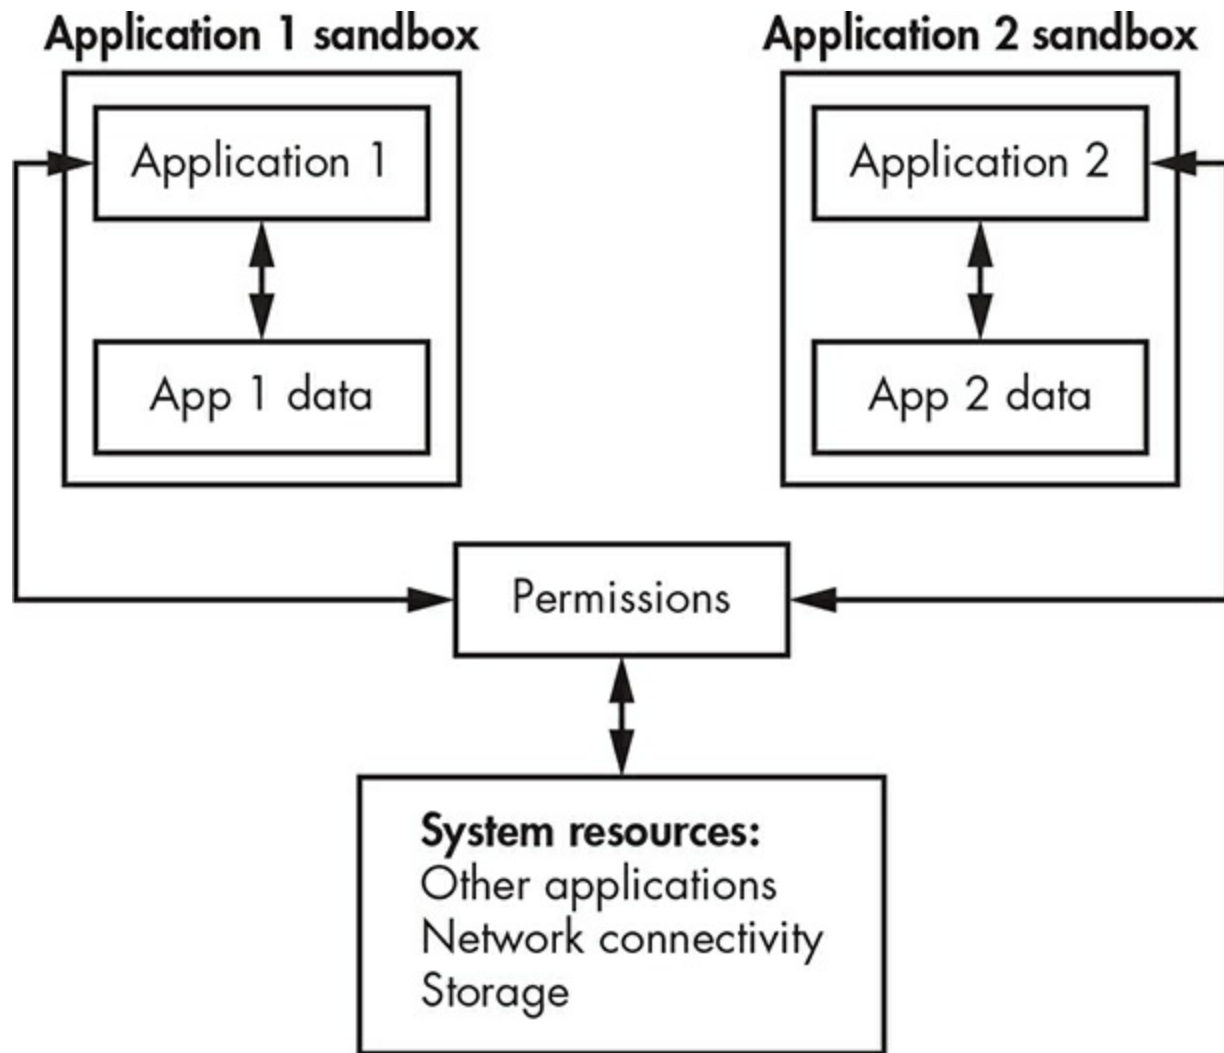 Application 1 sandbox
Application 2 sandbox
Application 1
Application 2
App 1 data
App 2 data
Permissions
System resources:
Other applications
Network connectivity
Storage